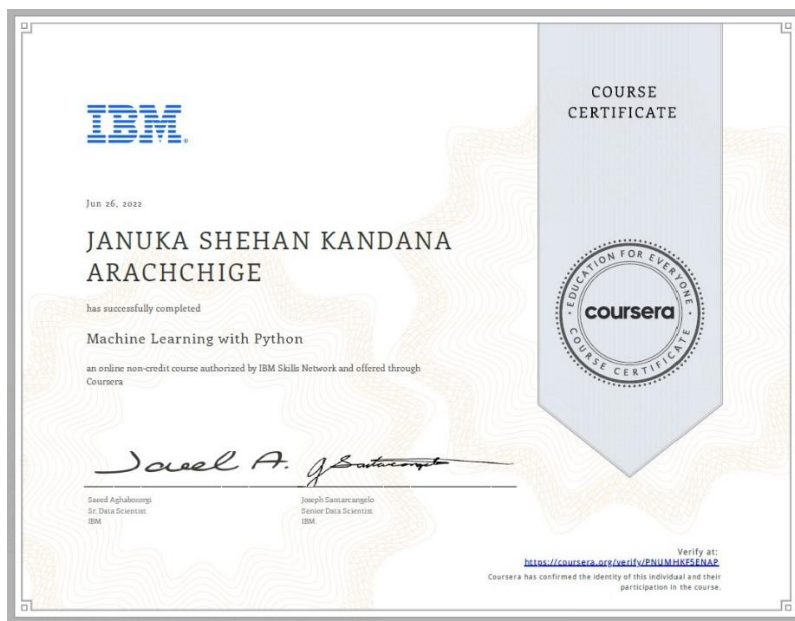 IBM
COURSE
CERTIFICATE
Jun 26, 2022
JANUKA SHEHAN KANDANA
ARACHCHIGE
has successfully completed
Machine Learning with Python
an online non-credit course authorized by IBM Skills Network and offered through
Coursera
EDUCATION FOR EVERYONE
coursera
COURSE CERTIFICATE
Saeed Aghabozorgi
Sr. Data Scientist
IBM
Joseph Santarcangelo
Senior Data Scientist
IBM
Verify at:
https://coursera.org/verify/PNUMHKF5ENAP
Coursera has confirmed the identity of this individual and their
participation in the course.